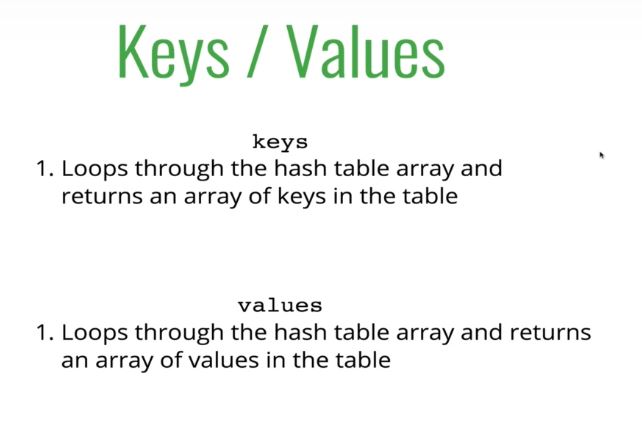 Keys / Values
keys
1. Loops through the hash table array and
returns an array of keys in the table
values
1. Loops through the hash table array and returns
an array of values in the table